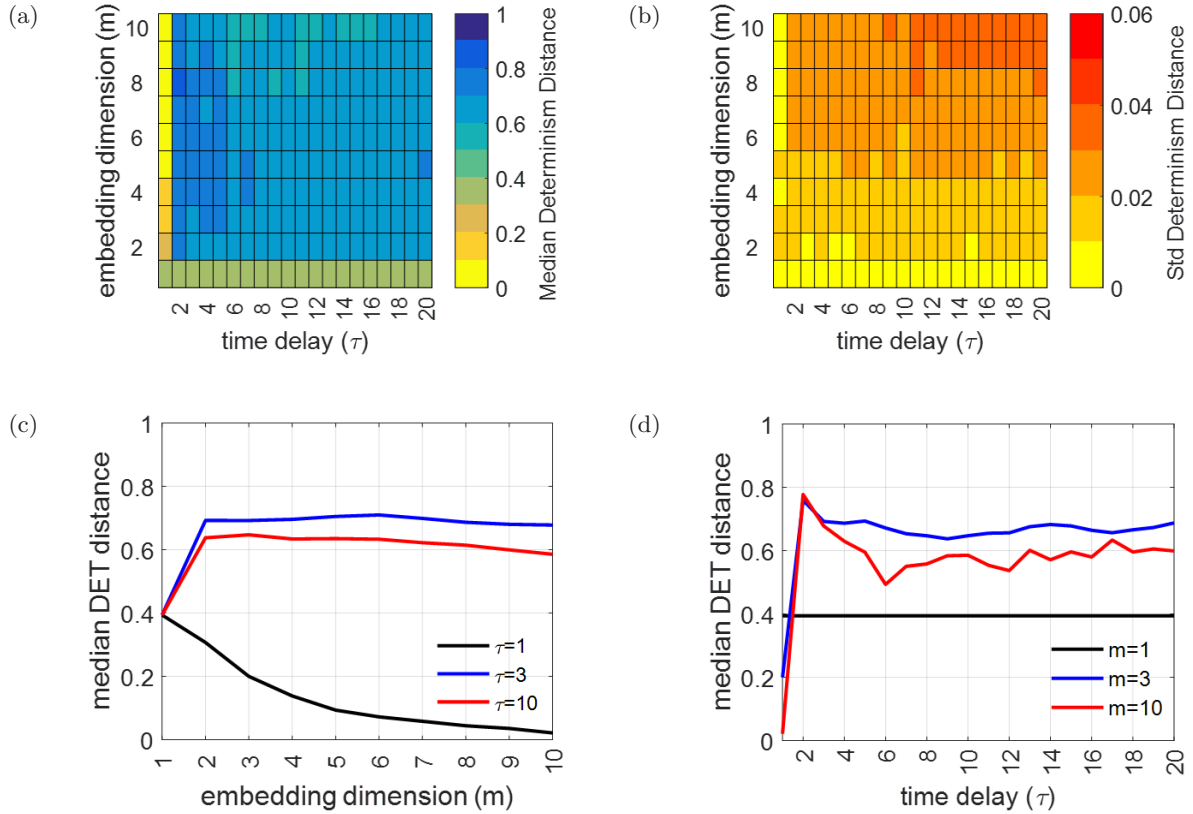 (a)
embedding dimension (m)
10
8
6
4
2
2 4 6 8 10 12 14 16 18 20
time delay (τ)
1
0.8
0.6
0.4
0.2
0
Median Determinism Distance
(b)
embedding dimension (m)
10
8
6
4
2
2 4 6 8 10 12 14 16 18 20
time delay (τ)
0.06
0.04
0.02
0
Std Determinism Distance
(c)
median DET distance
1
0.8
0.6
0.4
0.2
0
τ=1
τ=3
τ=10
1 2 3 4 5 6 7 8 9 10
embedding dimension (m)
(d)
median DET distance
1
0.8
0.6
0.4
0.2
0
m=1
m=3
m=10
2 4 6 8 10 12 14 16 18 20
time delay (τ)